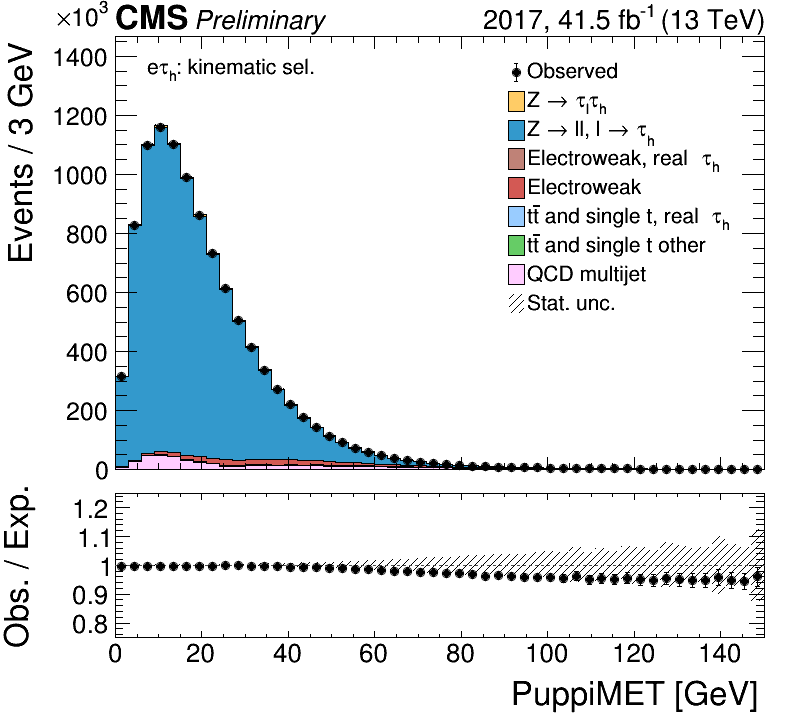 ×10³ CMS Preliminary 2017, 41.5 fb⁻¹ (13 TeV)
eτₕ: kinematic sel.
Observed
Z → τₗτₕ
Z → ll, l → τₕ
Electroweak, real τₕ
Electroweak
tt̄ and single t, real τₕ
tt̄ and single t other
QCD multijet
Stat. unc.
Events / 3 GeV
1400
1200
1000
800
600
400
200
0
Obs. / Exp.
1.2
1.1
1
0.9
0.8
0 20 40 60 80 100 120 140
PuppiMET [GeV]